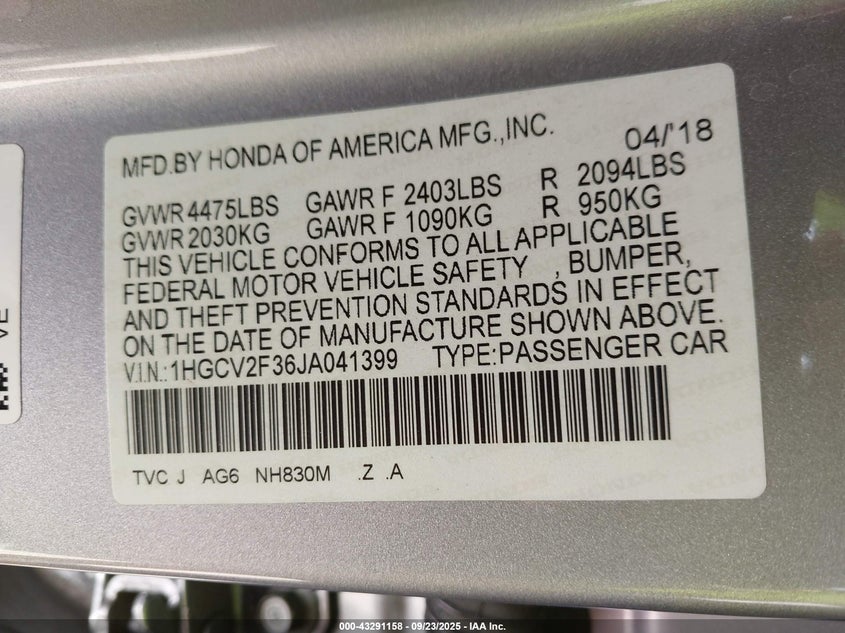 MFD.BY HONDA OF AMERICA MFG.,INC. 04/'18
GVWR 4475LBS GAWR F 2403LBS R 2094LBS
GVWR 2030KG GAWR F 1090KG R 950KG
THIS VEHICLE CONFORMS TO ALL APPLICABLE
FEDERAL MOTOR VEHICLE SAFETY , BUMPER,
AND THEFT PREVENTION STANDARDS IN EFFECT
ON THE DATE OF MANUFACTURE SHOWN ABOVE.
V.I.N.:1HGCV2F36JA041399 TYPE:PASSENGER CAR
TVC J AG6 NH830M .Z .A
VE
000-43291158 - 09/23/2025 - IAA Inc.